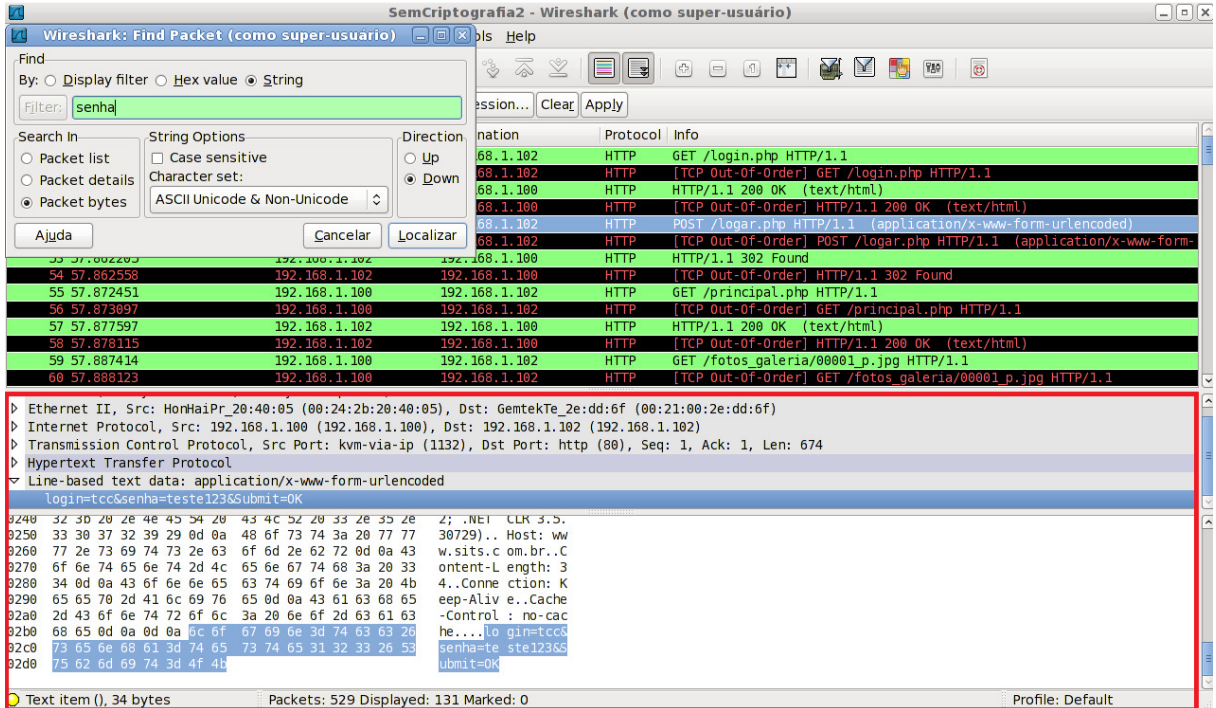 SemCriptografia2 - Wireshark (como super-usuário)
Wireshark: Find Packet (como super-usuário)
Help
Find
By: Display filter Hex value String
Filter: senha
Search In
Packet list
Packet details
Packet bytes
String Options
Case sensitive
Character set:
ASCII Unicode & Non-Unicode
Direction
Up
Down
Ajuda Cancelar Localizar
ession... Clear Apply
nation Protocol Info
.68.1.102 HTTP GET /login.php HTTP/1.1
.68.1.102 HTTP [TCP Out-Of-Order] GET /login.php HTTP/1.1
.68.1.100 HTTP HTTP/1.1 200 OK (text/html)
.68.1.100 HTTP [TCP Out-Of-Order] HTTP/1.1 200 OK (text/html)
.68.1.102 HTTP POST /logar.php HTTP/1.1 (application/x-www-form-urlencoded)
.68.1.102 HTTP [TCP Out-Of-Order] POST /logar.php HTTP/1.1 (application/x-www-form-
53 57.862205 192.168.1.102 192.168.1.100 HTTP HTTP/1.1 302 Found
54 57.862558 192.168.1.102 192.168.1.100 HTTP [TCP Out-Of-Order] HTTP/1.1 302 Found
55 57.872451 192.168.1.100 192.168.1.102 HTTP GET /principal.php HTTP/1.1
56 57.873097 192.168.1.100 192.168.1.102 HTTP [TCP Out-Of-Order] GET /principal.php HTTP/1.1
57 57.877597 192.168.1.102 192.168.1.100 HTTP HTTP/1.1 200 OK (text/html)
58 57.878115 192.168.1.102 192.168.1.100 HTTP [TCP Out-Of-Order] HTTP/1.1 200 OK (text/html)
59 57.887414 192.168.1.100 192.168.1.102 HTTP GET /fotos_galeria/00001_p.jpg HTTP/1.1
60 57.888123 192.168.1.100 192.168.1.102 HTTP [TCP Out-Of-Order] GET /fotos_galeria/00001_p.jpg HTTP/1.1
Ethernet II, Src: HonHaiPr_20:40:05 (00:24:2b:20:40:05), Dst: GemtekTe_2e:dd:6f (00:21:00:2e:dd:6f)
Internet Protocol, Src: 192.168.1.100 (192.168.1.100), Dst: 192.168.1.102 (192.168.1.102)
Transmission Control Protocol, Src Port: kvm-via-ip (1132), Dst Port: http (80), Seq: 1, Ack: 1, Len: 674
Hypertext Transfer Protocol
Line-based text data: application/x-www-form-urlencoded
login=tcc&senha=teste123&Submit=OK
0240 32 3b 20 2e 4e 45 54 20 43 4c 52 20 33 2e 35 2e 2; .NET CLR 3.5.
0250 33 30 37 32 39 29 0d 0a 48 6f 73 74 3a 20 77 77 30729).. Host: ww
0260 77 2e 73 69 74 73 2e 63 6f 6d 2e 62 72 0d 0a 43 w.sits.c om.br..C
0270 6f 6e 74 65 6e 74 2d 4c 65 6e 67 74 68 3a 20 33 ontent-L ength: 3
0280 34 0d 0a 43 6f 6e 6e 65 63 74 69 6f 6e 3a 20 4b 4..Conne ction: K
0290 65 65 70 2d 41 6c 69 76 65 0d 0a 43 61 63 68 65 eep-Aliv e..Cache
02a0 2d 43 6f 6e 74 72 6f 6c 3a 20 6e 6f 2d 63 61 63 -Control : no-cac
02b0 68 65 0d 0a 0d 0a 6c 6f 67 69 6e 3d 74 63 63 26 he....lo gin=tcc&
02c0 73 65 6e 68 61 3d 74 65 73 74 65 31 32 33 26 53 senha=te ste123&S
02d0 75 62 6d 69 74 3d 4f 4b ubmit=OK
Text item (), 34 bytes Packets: 529 Displayed: 131 Marked: 0 Profile: Default